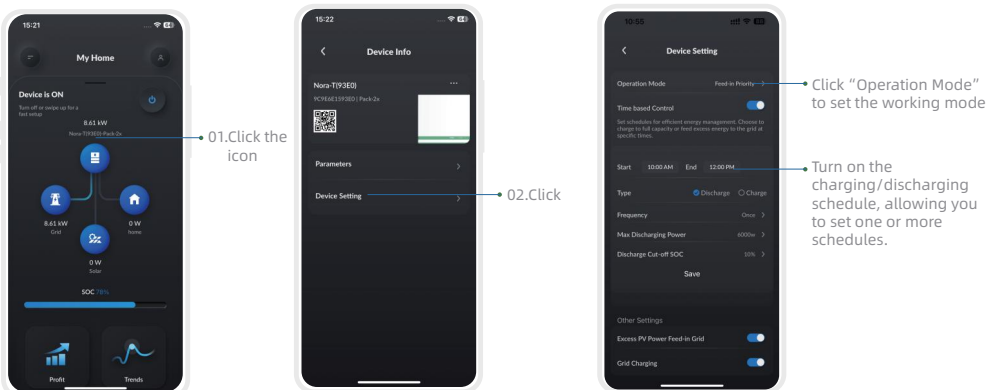 15:21
64
My Home
Device is ON
Turn off or swipe up for a
fast setup
8.61 kW
Nora-T(93E0) Pack-2x
8.61 kW
Grid
0 W
home
0 W
Solar
SOC 78%
Profit
Trends
01.Click the
icon
15:22
64
Device Info
Nora-T(93E0)
9C9E6E1593E0 | Pack-2x
Parameters
Device Setting
02.Click
10:55
Device Setting
Operation Mode
Feed-in Priority
Time based Control
Set schedules for efficient energy management. Choose to
charge to full capacity or feed excess energy to the grid at
specific times.
Start 10:00 AM End 12:00 PM
Type Discharge Charge
Frequency Once
Max Discharging Power 6000w
Discharge Cut-off SOC 10%
Save
Other Settings
Excess PV Power Feed-in Grid
Grid Charging
Click “Operation Mode”
to set the working mode
Turn on the
charging/discharging
schedule, allowing you
to set one or more
schedules.